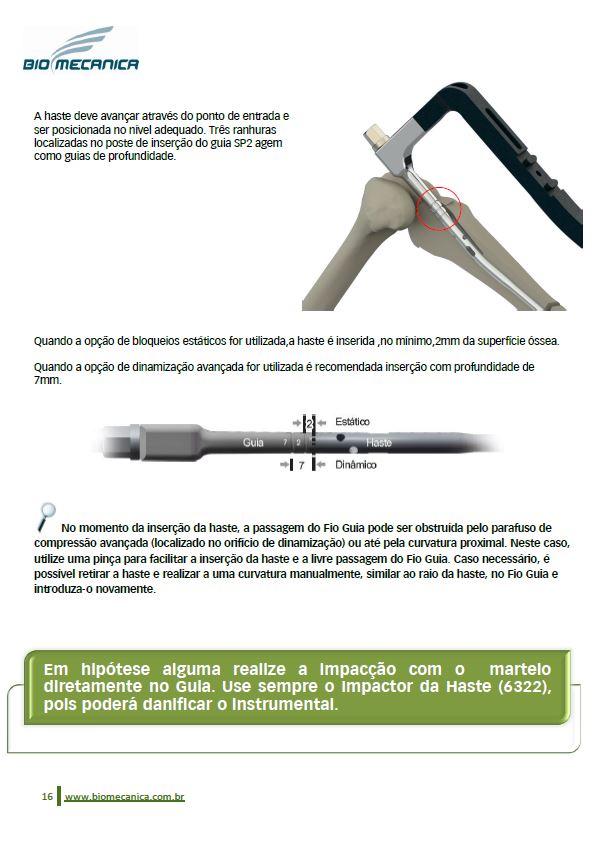 BIOMECANICA
A haste deve avançar através do ponto de entrada e
ser posicionada no nível adequado. Três ranhuras
localizadas no poste de inserção do guia SP2 agem
como guias de profundidade.
Quando a opção de bloqueios estáticos for utilizada,a haste é inserida ,no mínimo,2mm da superfície óssea.
Quando a opção de dinamização avançada for utilizada é recomendada inserção com profundidade de
7mm.
2 Estático
Guia 7 2 Haste
7 Dinâmico
No momento da inserção da haste, a passagem do Fio Guia pode ser obstruída pelo parafuso de
compressão avançada (localizado no orifício de dinamização) ou até pela curvatura proximal. Neste caso,
utilize uma pinça para facilitar a inserção da haste e a livre passagem do Fio Guia. Caso necessário, é
possível retirar a haste e realizar a uma curvatura manualmente, similar ao raio da haste, no Fio Guia e
introduza-o novamente.
Em hipótese alguma realize a impacção com o martelo
diretamente no Guia. Use sempre o Impactor da Haste (6322),
pois poderá danificar o Instrumental.
16 www.biomecanica.com.br